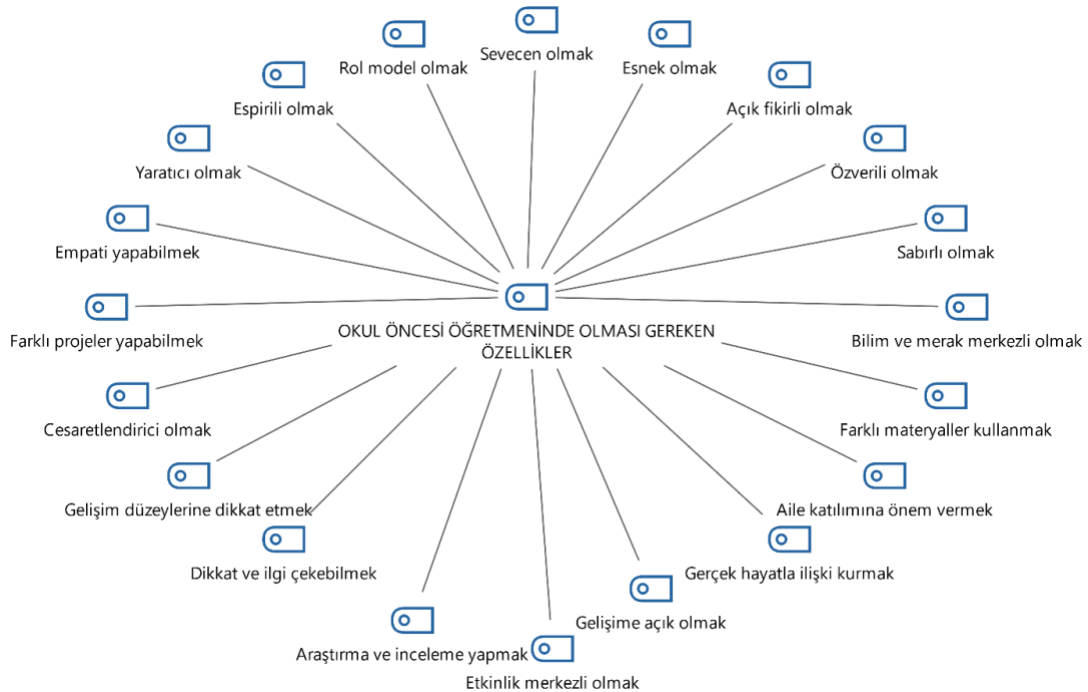 Sevecen olmak
Rol model olmak
Esnek olmak
Espirili olmak
Açık fikirli olmak
Yaratıcı olmak
Özverili olmak
Empati yapabilmek
Sabırlı olmak
OKUL ÖNCESİ ÖĞRETMENİNDE OLMASI GEREKEN
ÖZELLİKLER
Farklı projeler yapabilmek
Bilim ve merak merkezli olmak
Cesaretlendirici olmak
Farklı materyaller kullanmak
Gelişim düzeylerine dikkat etmek
Aile katılımına önem vermek
Dikkat ve ilgi çekebilmek
Gerçek hayatla ilişki kurmak
Gelişime açık olmak
Araştırma ve inceleme yapmak
Etkinlik merkezli olmak